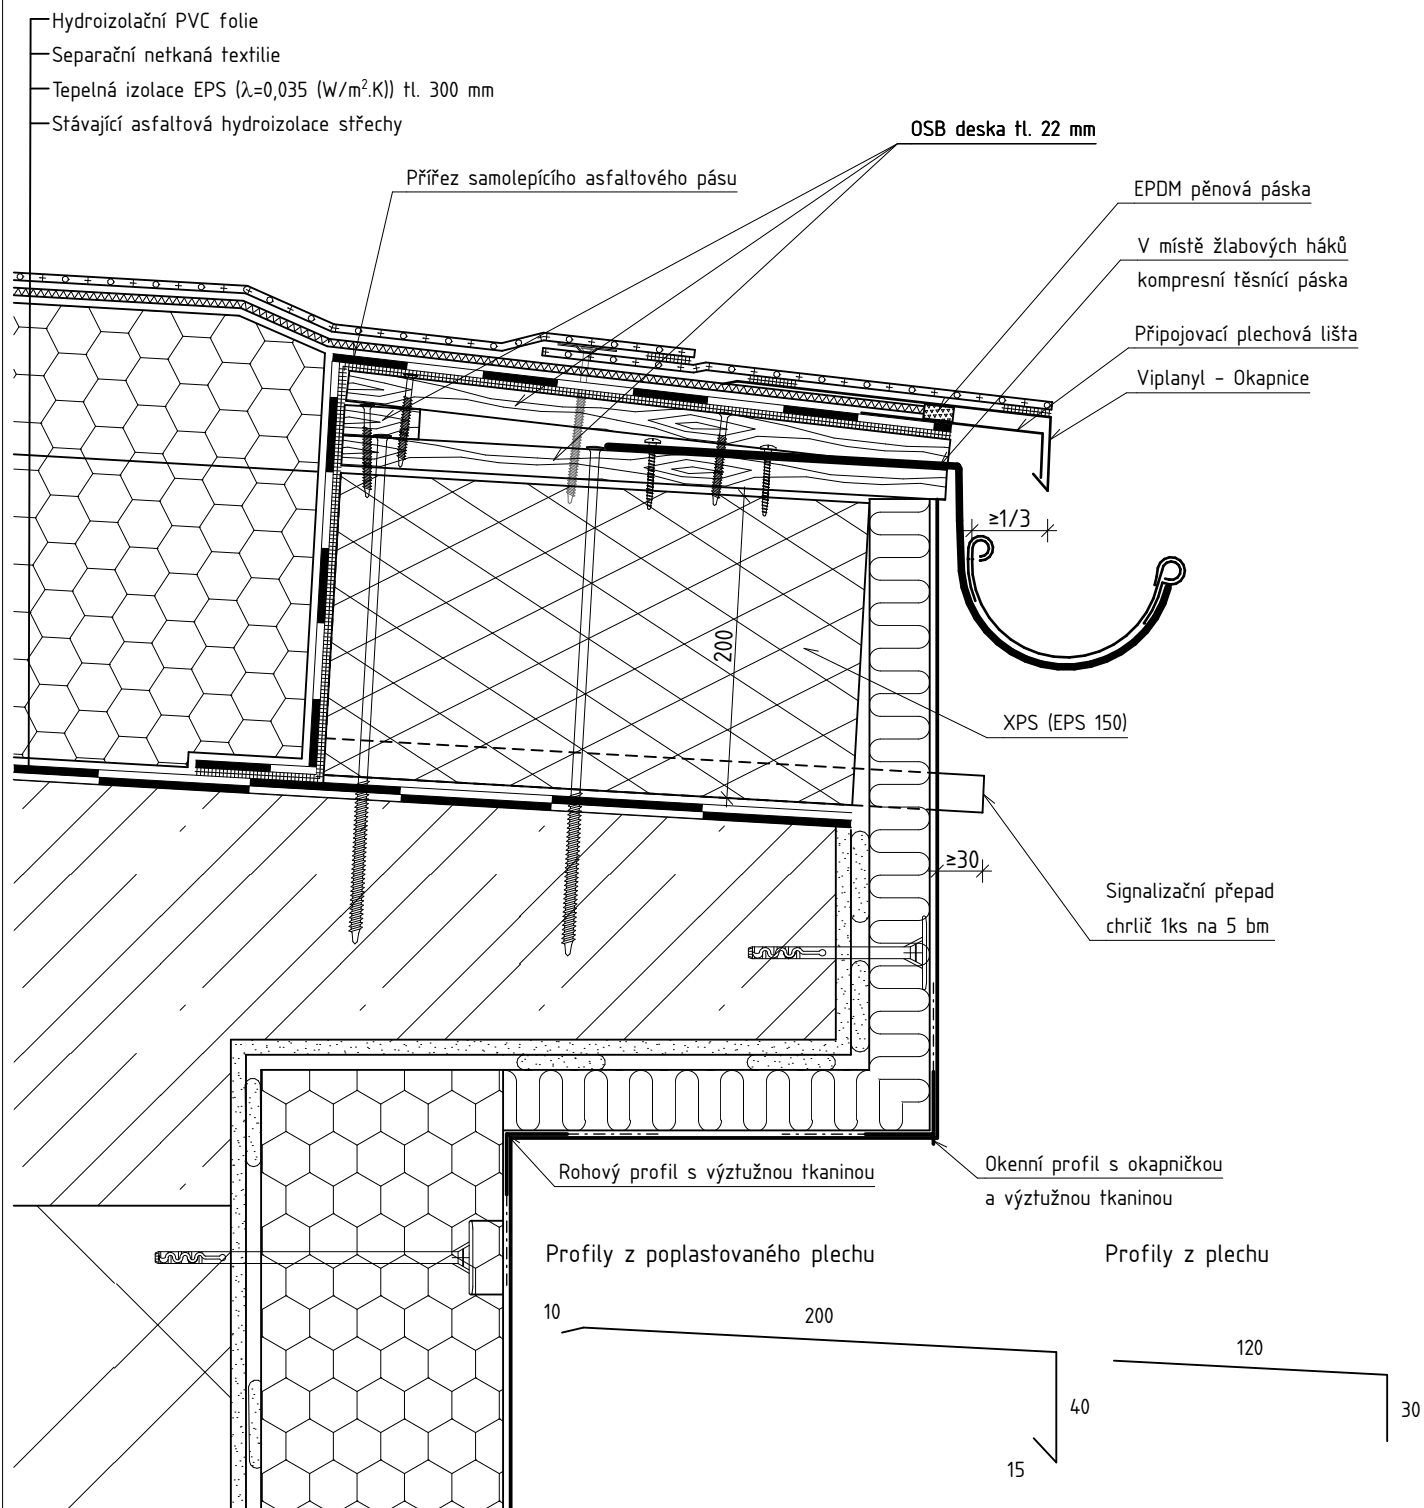 Hydroizolační PVC folie
Separační netkaná textilie
Tepelná izolace EPS (λ=0,035 (W/m².K)) tl. 300 mm
Stávající asfaltová hydroizolace střechy
OSB deska tl. 22 mm
Přířez samolepícího asfaltového pásu
EPDM pěnová páska
V místě žlabových háků
kompresní těsnící páska
Připojovací plechová lišta
Viplanyl - Okapnice
≥1/3
200
XPS (EPS 150)
≥30
Signalizační přepad
chrlič 1ks na 5 bm
Rohový profil s výztužnou tkaninou
Okenní profil s okapničkou
a výztužnou tkaninou
Profily z poplastovaného plechu
Profily z plechu
10
200
120
40
30
15